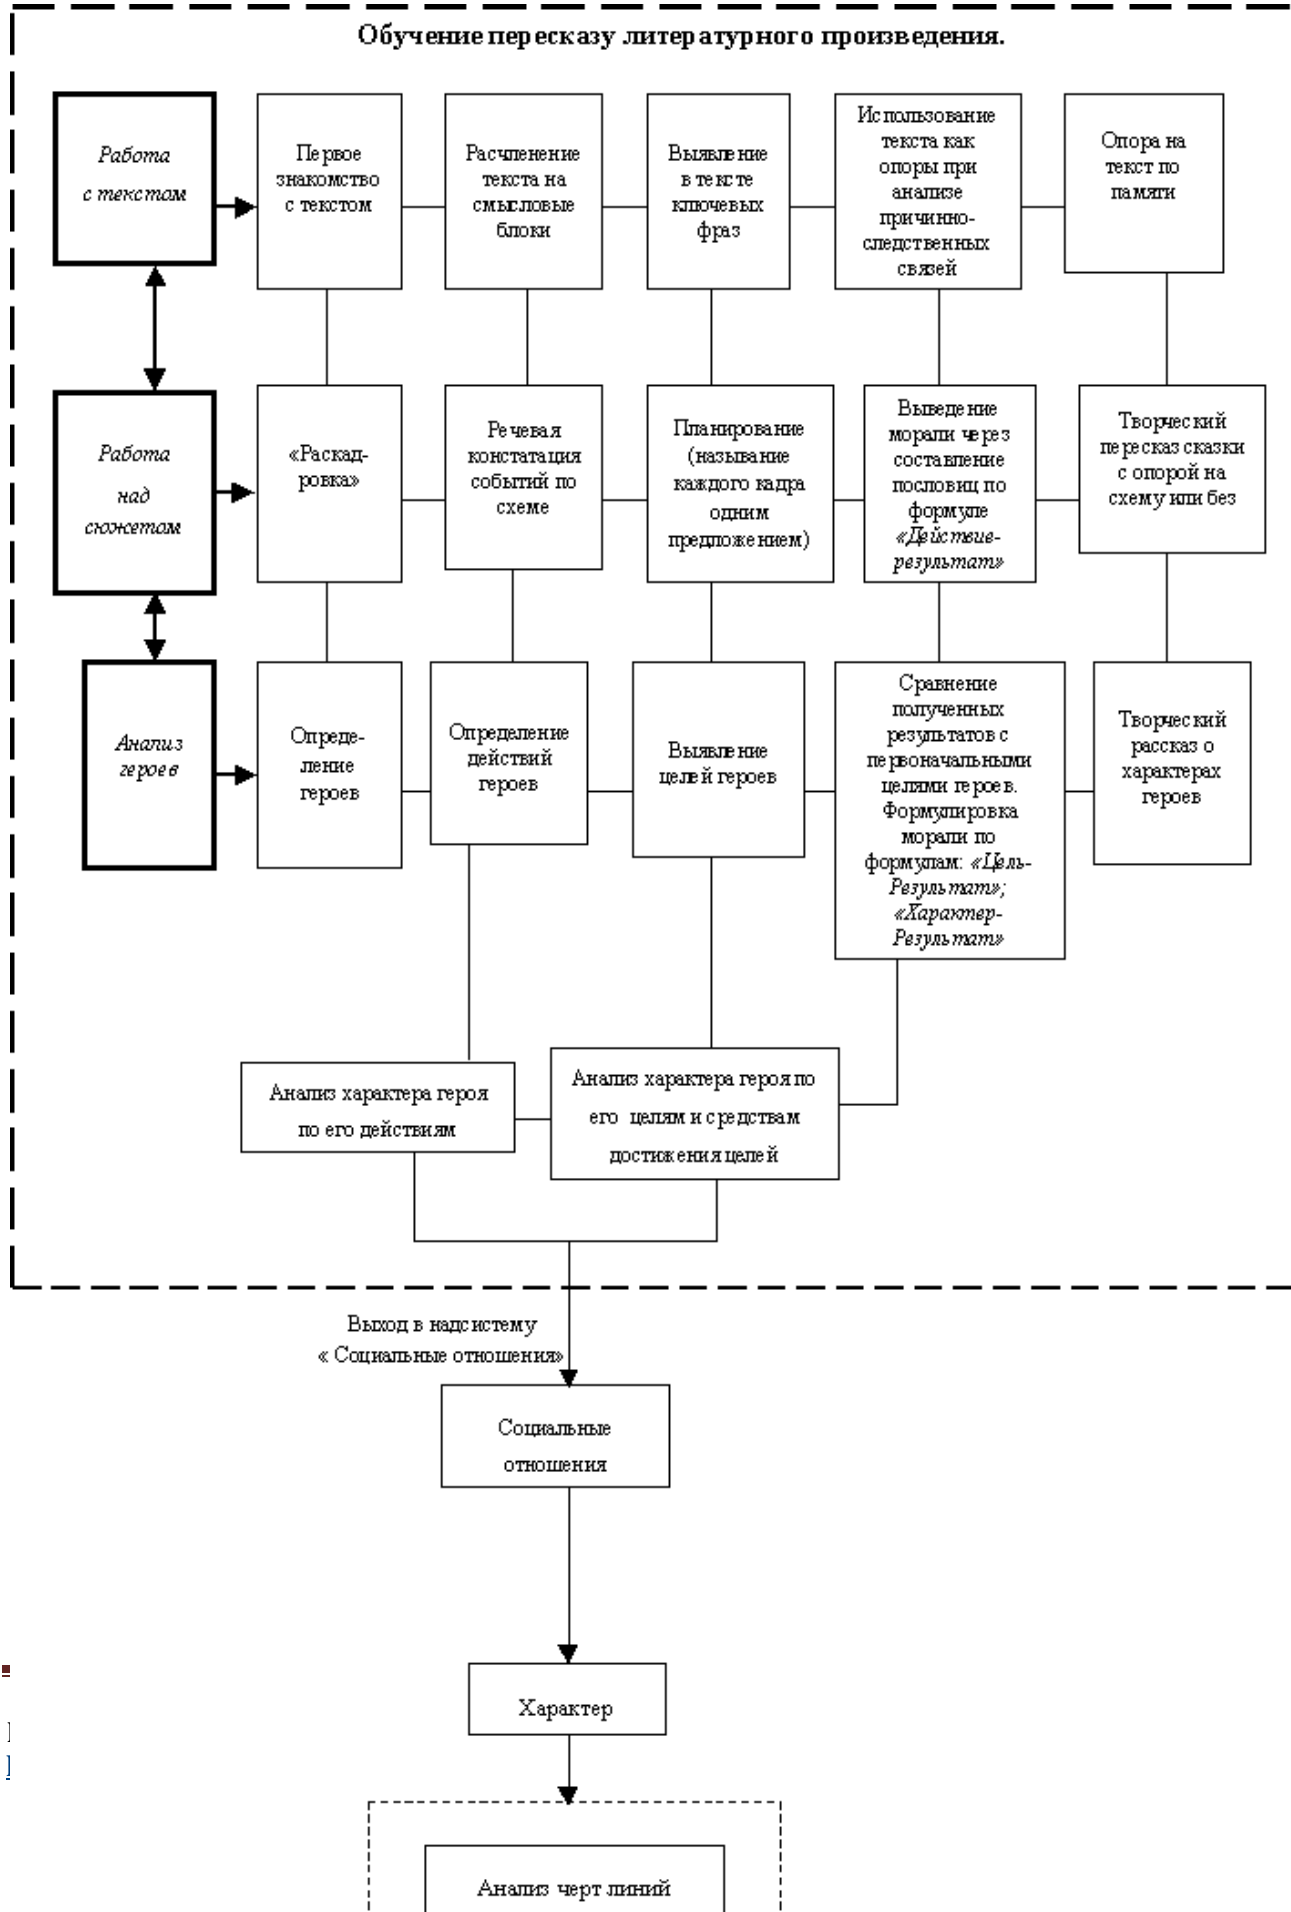 Обучение пересказу литературного произведения.
Работа
с текстом
Первое
знакомство
с текстом
Расчленение
текста на
смысловые
блоки
Выявление
в тексте
ключевых
фраз
Использование
текста как
опоры при
анализе
причинно-
следственных
связей
Опора на
текст по
памяти
Работа
над
сюжетом
«Раскад-
ровка»
Речевая
констатация
событий по
схеме
Планирование
(называние
каждого кадра
одним
предложением)
Выведение
морали через
составление
пословиц по
формуле
«Действие-
результат»
Творческий
пересказ сказки
с опорой на
схему или без
Анализ
героев
Опреде-
ление
героев
Определение
действий
героев
Выявление
целей героев
Сравнение
полученных
результатов с
первоначальными
целями героев.
Формулировка
морали по
формулам: «Цель-
Результат»;
«Характер-
Результат»
Творческий
рассказ о
характерах
героев
Анализ характера героя
по его действиям
Анализ характера героя по
его целям и средствам
достижения целей
Выход в надсистему
« Социальные отношения»
Социальные
отношения
Характер
Анализ черт линий